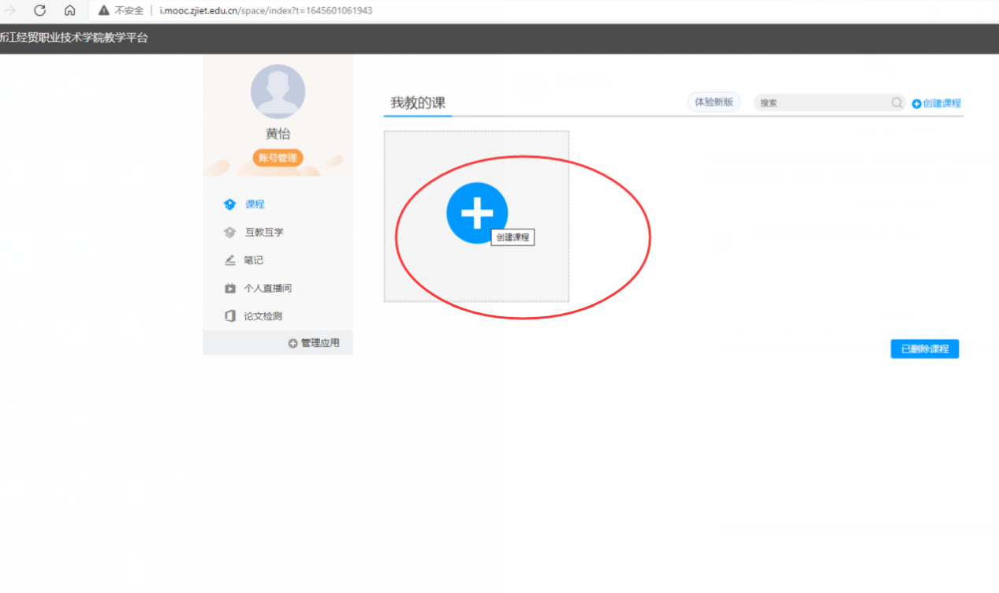 不安全 | i.mooc.zjiet.edu.cn/space/index?t=1645601061943
浙江经贸职业技术学院教学平台
黄怡
账号管理
课程
互教互学
笔记
个人直播间
论文检测
管理应用
我教的课
体验新版
搜索
创建课程
创建课程
已删除课程